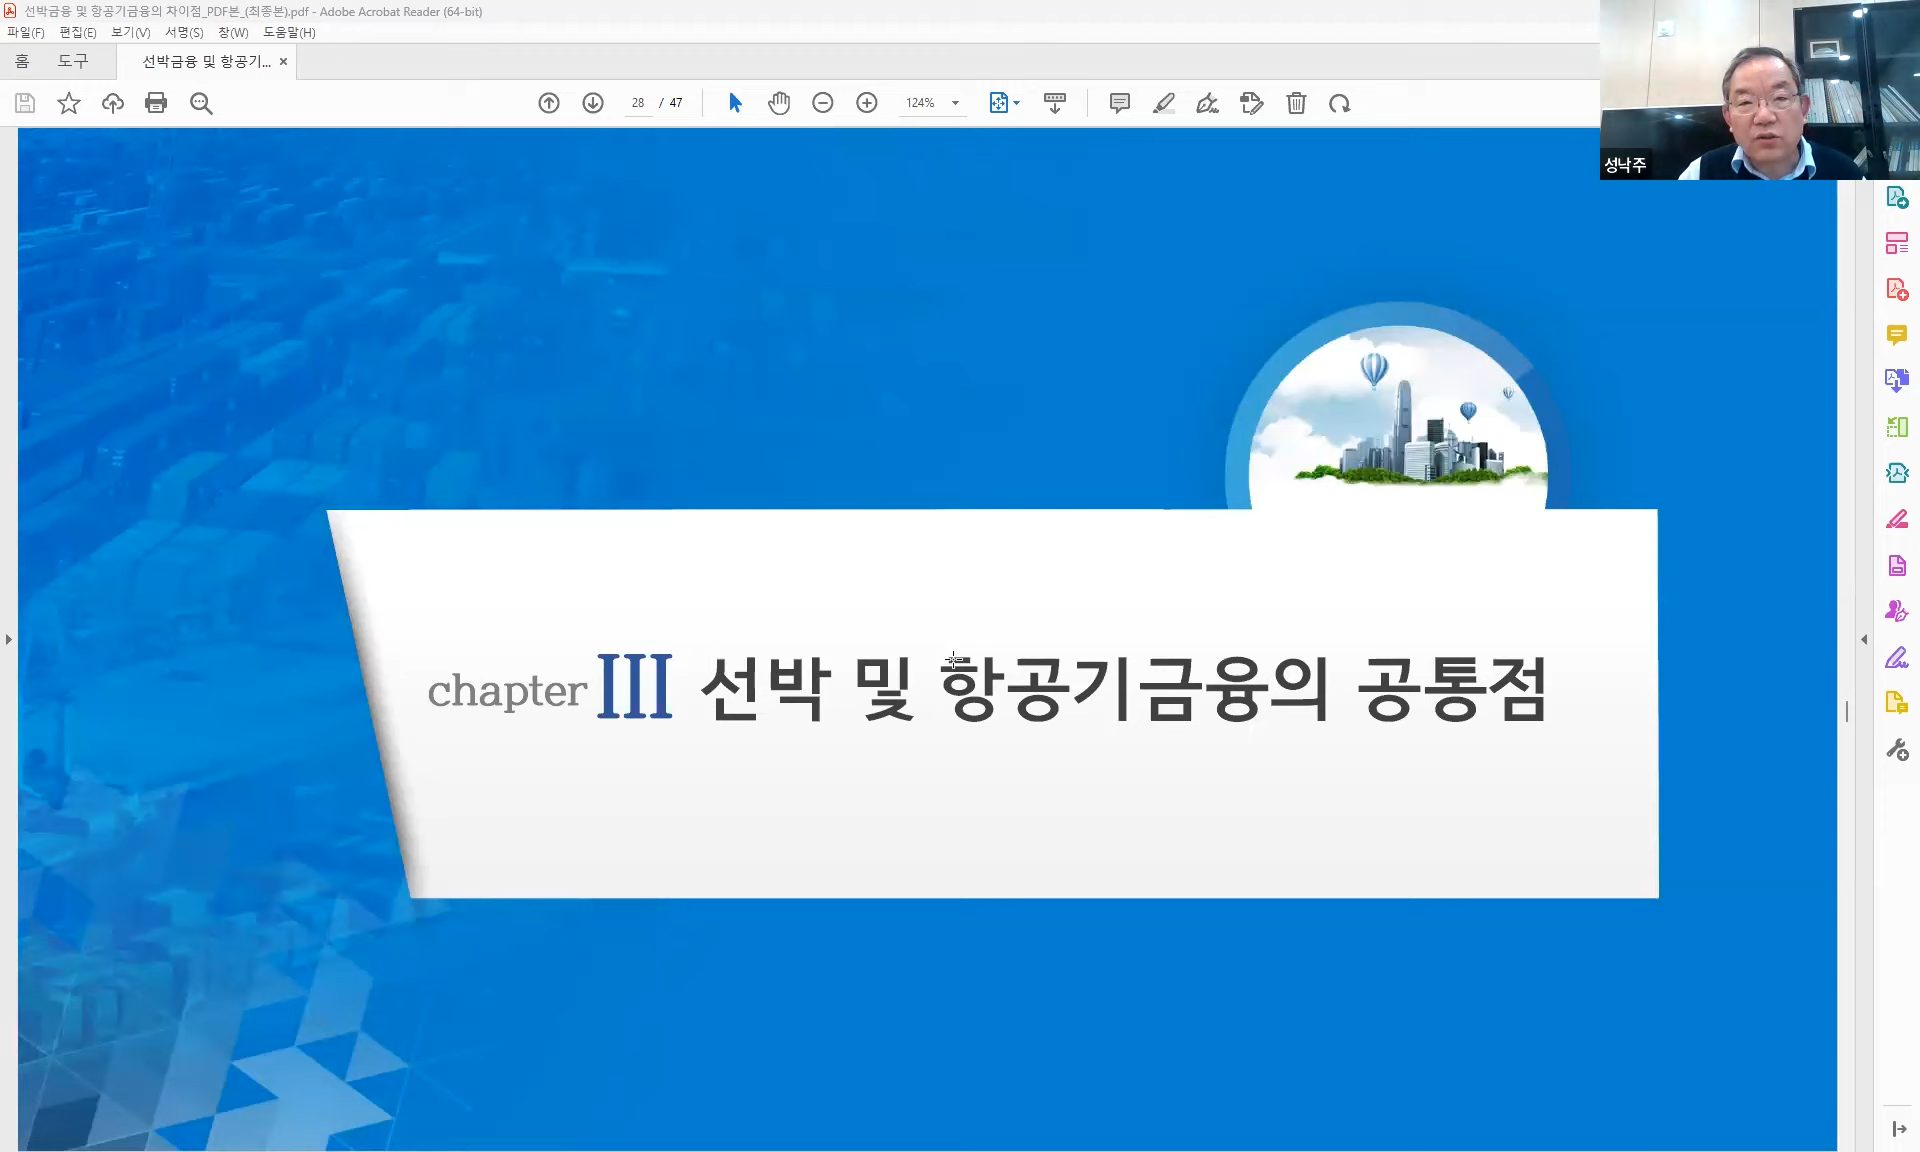 선박금융 및 항공기금융의 차이점_PDF본_(최종본).pdf - Adobe Acrobat Reader (64-bit)
파일(F) 편집(E) 보기(V) 서명(S) 창(W) 도움말(H)
홈 도구 선박금융 및 항공기... ×
28 / 47 124%
성낙주
chapter III 선박 및 항공기금융의 공통점